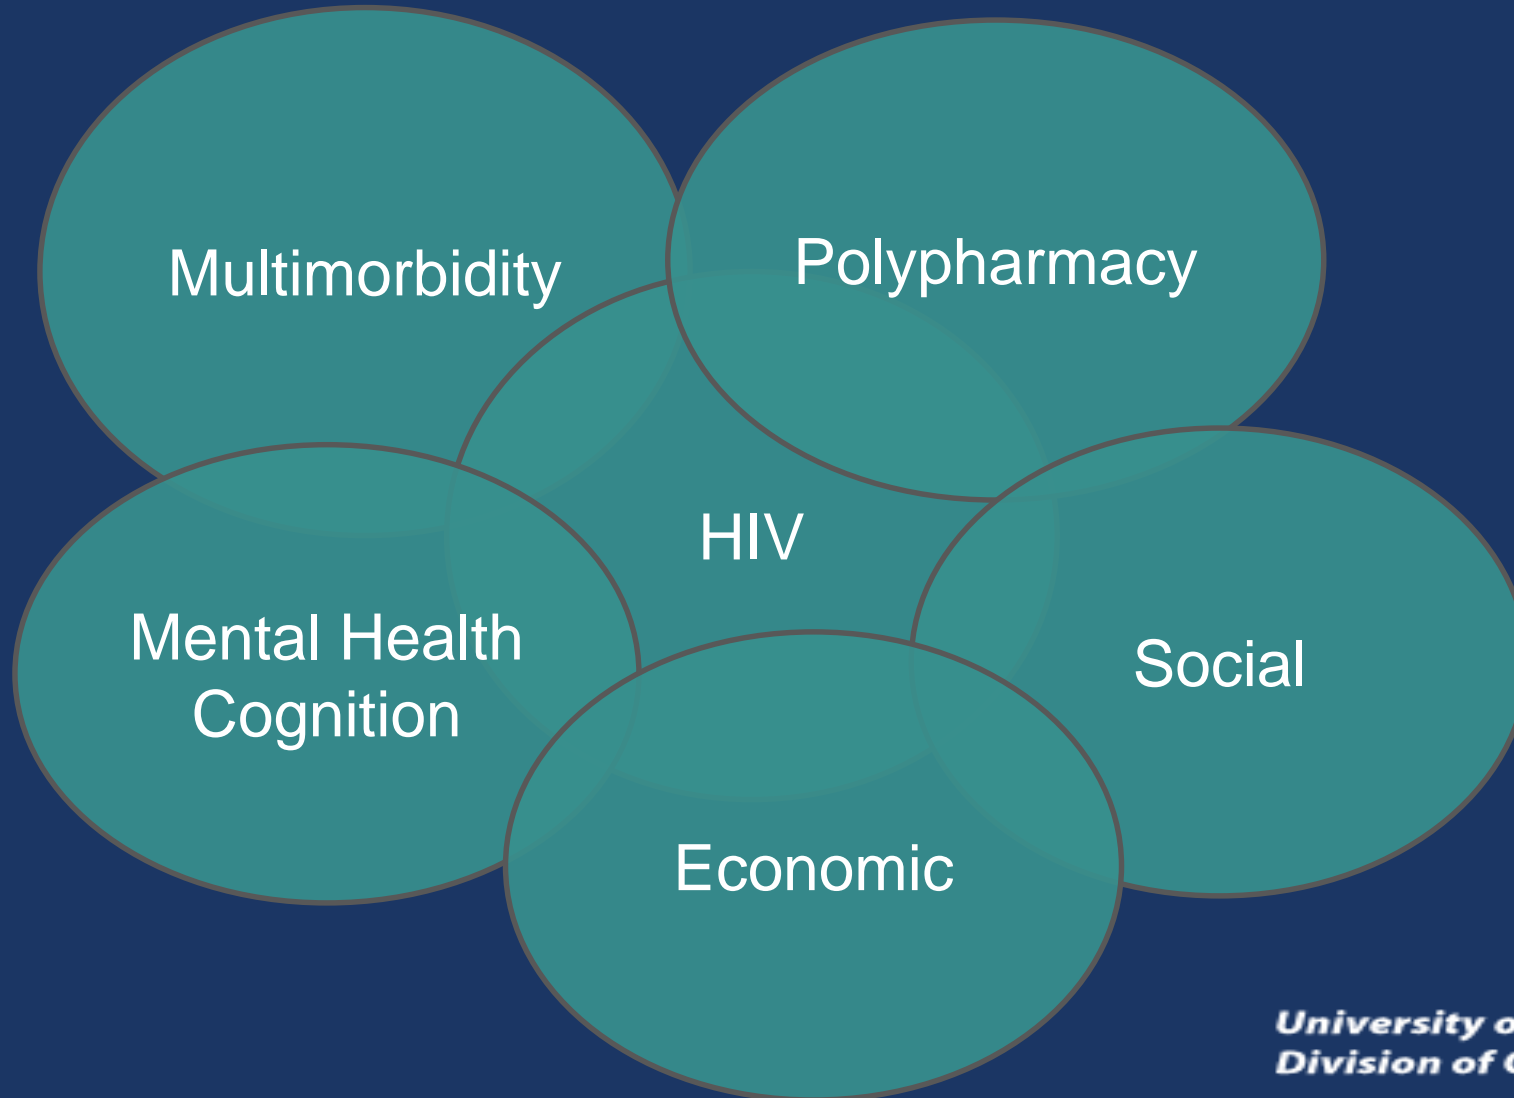 Multimorbidity
Polypharmacy
HIV
Mental Health
Cognition
Social
Economic
University
Division of